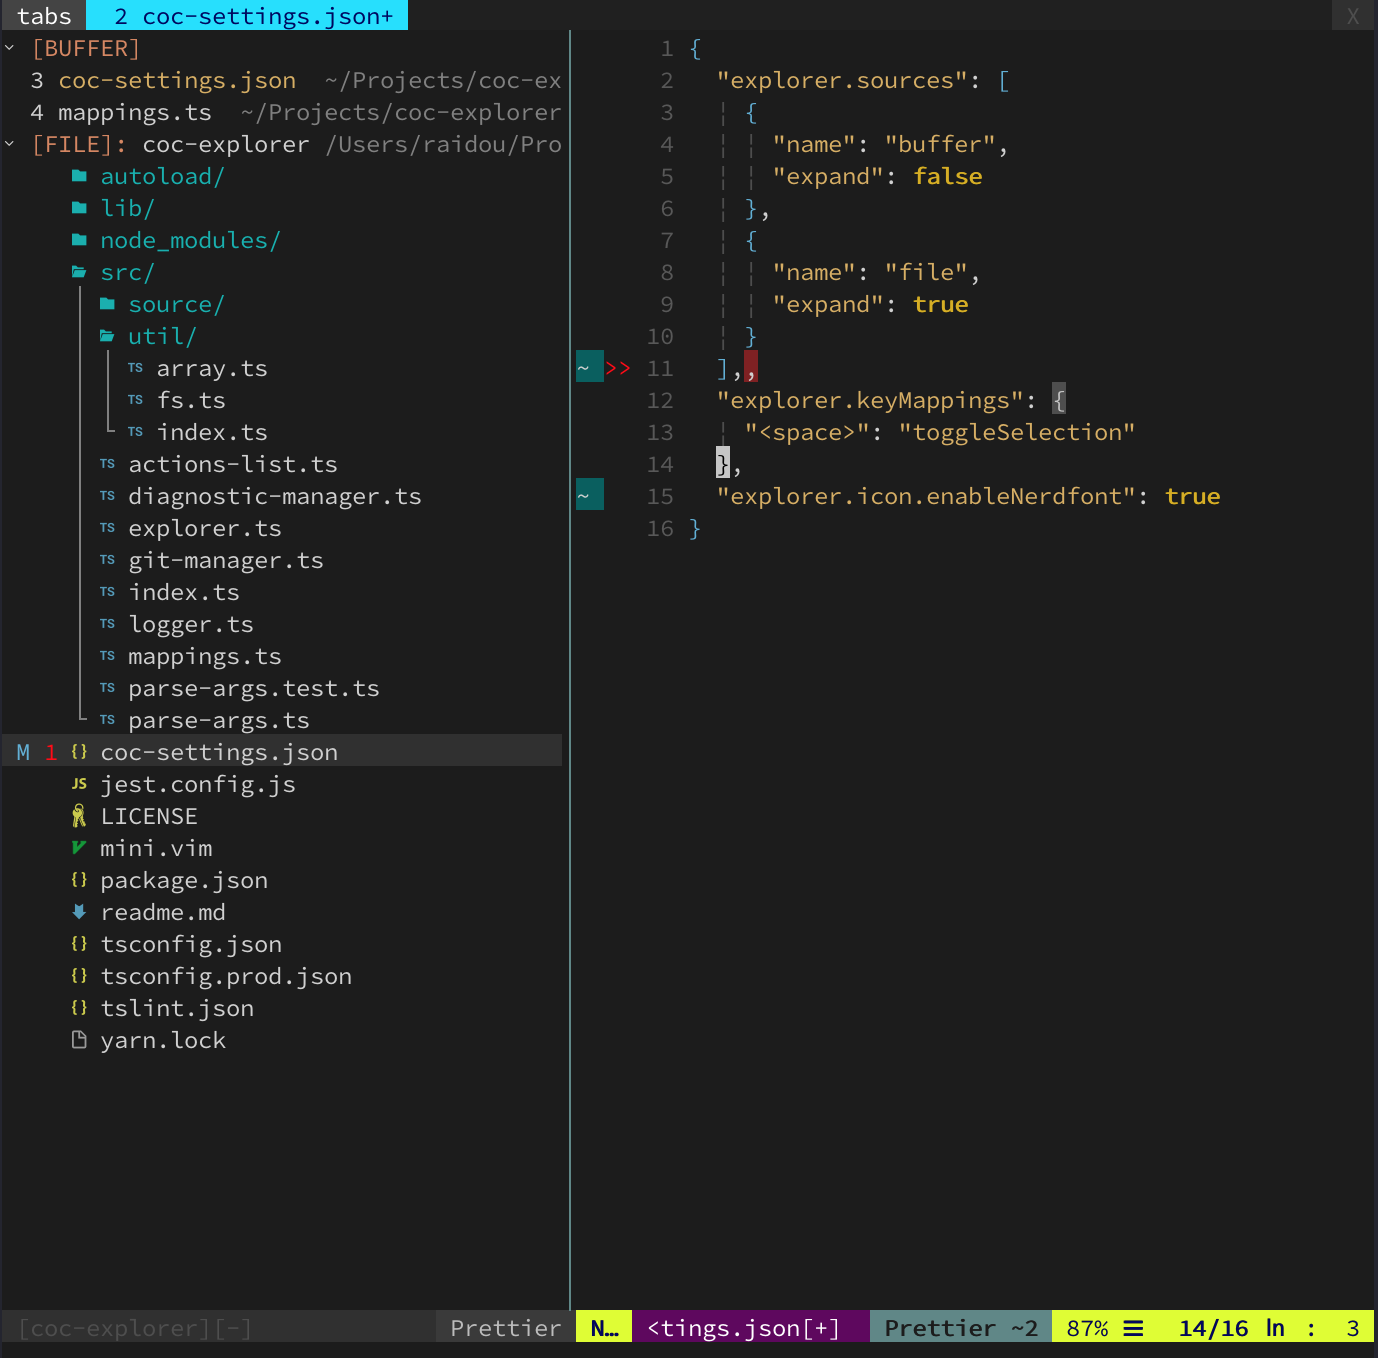 tabs 2 coc-settings.json+ X
[BUFFER]
3 coc-settings.json ~/Projects/coc-ex
4 mappings.ts ~/Projects/coc-explorer
[FILE]: coc-explorer /Users/raidou/Pro
autoload/
lib/
node_modules/
src/
source/
util/
TS array.ts
TS fs.ts
TS index.ts
TS actions-list.ts
TS diagnostic-manager.ts
TS explorer.ts
TS git-manager.ts
TS index.ts
TS logger.ts
TS mappings.ts
TS parse-args.test.ts
TS parse-args.ts
M 1 {} coc-settings.json
JS jest.config.js
LICENSE
mini.vim
{} package.json
readme.md
{} tsconfig.json
{} tsconfig.prod.json
{} tslint.json
yarn.lock
[coc-explorer][-] Prettier
1 {
2 "explorer.sources": [
3 {
4 "name": "buffer",
5 "expand": false
6 },
7 {
8 "name": "file",
9 "expand": true
10 }
~ >> 11 ],,
12 "explorer.keyMappings": {
13 "<space>": "toggleSelection"
14 },
~ 15 "explorer.icon.enableNerdfont": true
16 }
N… <tings.json[+] Prettier ~2 87% ☰ 14/16 ln : 3